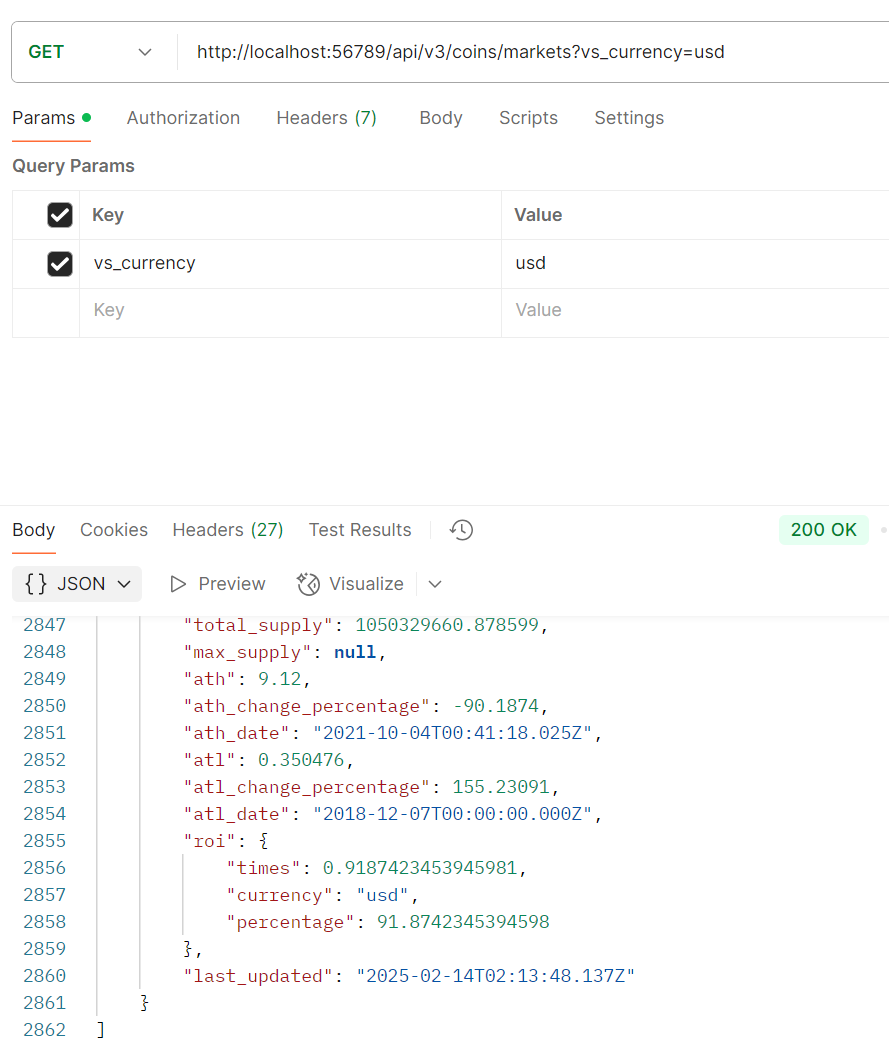 GET http://localhost:56789/api/v3/coins/markets?vs_currency=usd
Params Authorization Headers (7) Body Scripts Settings
Query Params
Key Value
vs_currency usd
Key Value
Body Cookies Headers (27) Test Results 200 OK
{} JSON Preview Visualize
2847 "total_supply": 1050329660.878599,
2848 "max_supply": null,
2849 "ath": 9.12,
2850 "ath_change_percentage": -90.1874,
2851 "ath_date": "2021-10-04T00:41:18.025Z",
2852 "atl": 0.350476,
2853 "atl_change_percentage": 155.23091,
2854 "atl_date": "2018-12-07T00:00:00.000Z",
2855 "roi": {
2856 "times": 0.9187423453945981,
2857 "currency": "usd",
2858 "percentage": 91.8742345394598
2859 },
2860 "last_updated": "2025-02-14T02:13:48.137Z"
2861 }
2862 ]